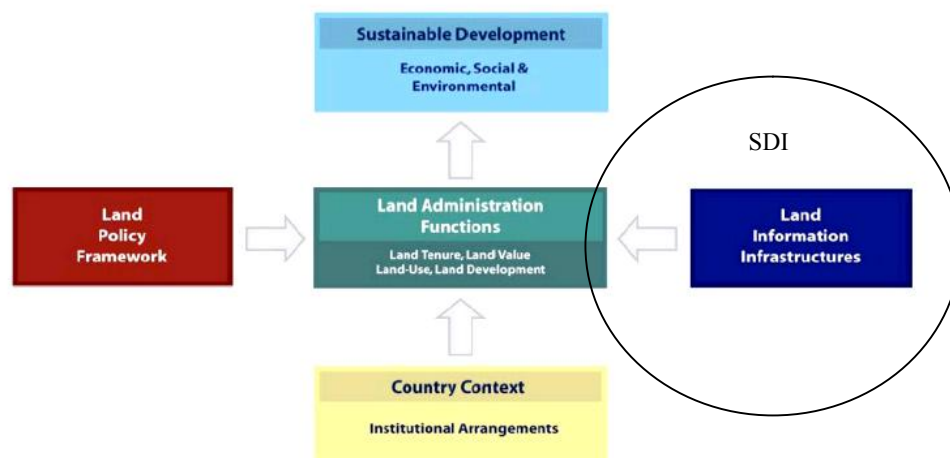 Sustainable Development
Economic, Social &
Environmental
SDI
Land
Policy
Framework
Land Administration
Functions
Land Tenure, Land Value
Land-Use, Land Development
Land
Information
Infrastructures
Country Context
Institutional Arrangements